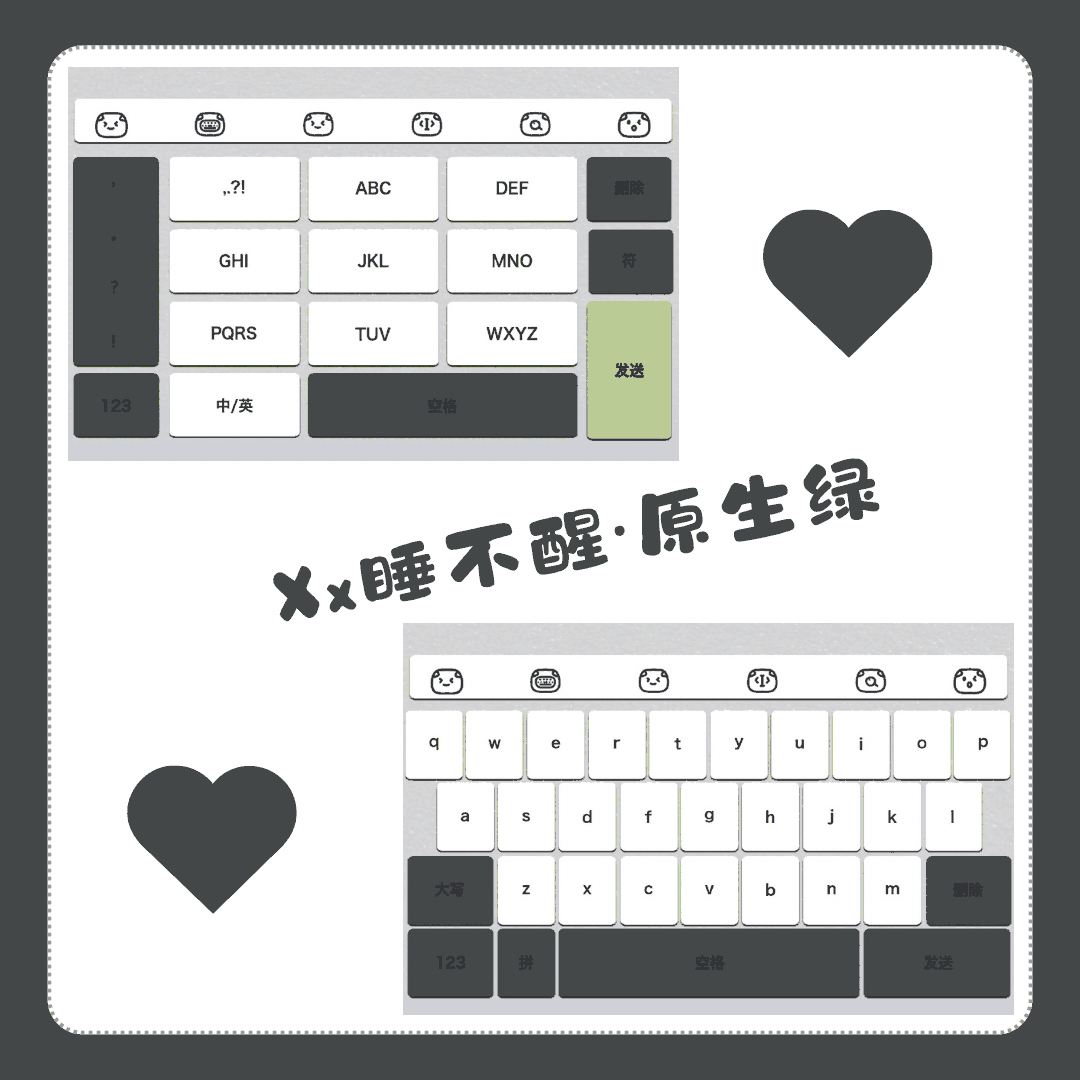 ,.?! ABC DEF 删除
,
.
?
!
GHI JKL MNO 符
PQRS TUV WXYZ
发送
123 中/英 空格
Xx睡不醒·原生绿
q w e r t y u i o p
a s d f g h j k l
大写 z x c v b n m 删除
123 拼 空格 发送